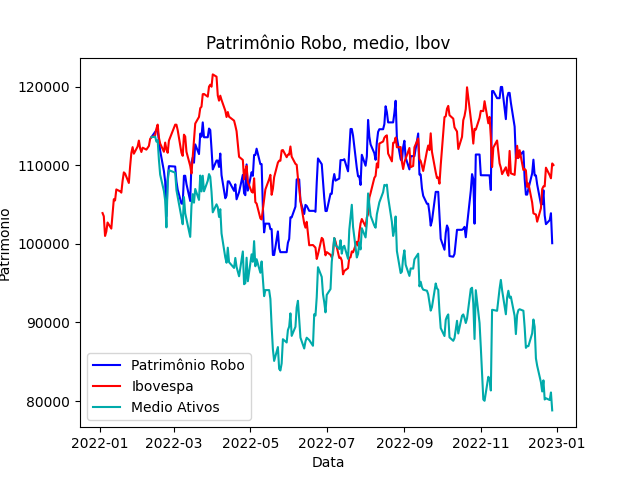 Patrimônio Robo, medio, Ibov
Patrimonio
120000
110000
100000
90000
80000
Patrimônio Robo
Ibovespa
Medio Ativos
2022-01 2022-03 2022-05 2022-07 2022-09 2022-11 2023-01
Data